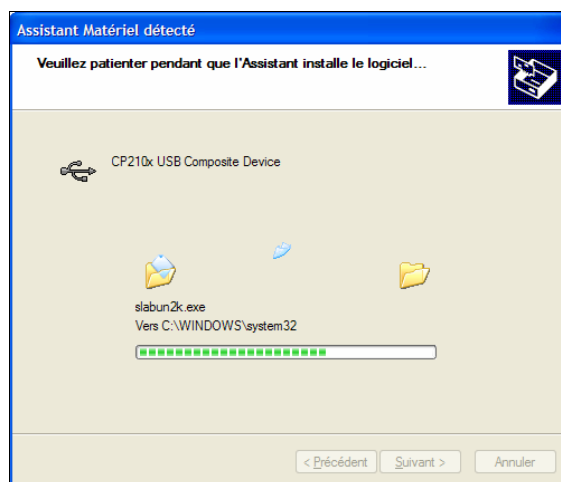 Assistant Matériel détecté
Veuillez patienter pendant que l'Assistant installe le logiciel...
CP210x USB Composite Device
slabun2k.exe
Vers C:\WINDOWS\system32
< Précédent
Suivant >
Annuler